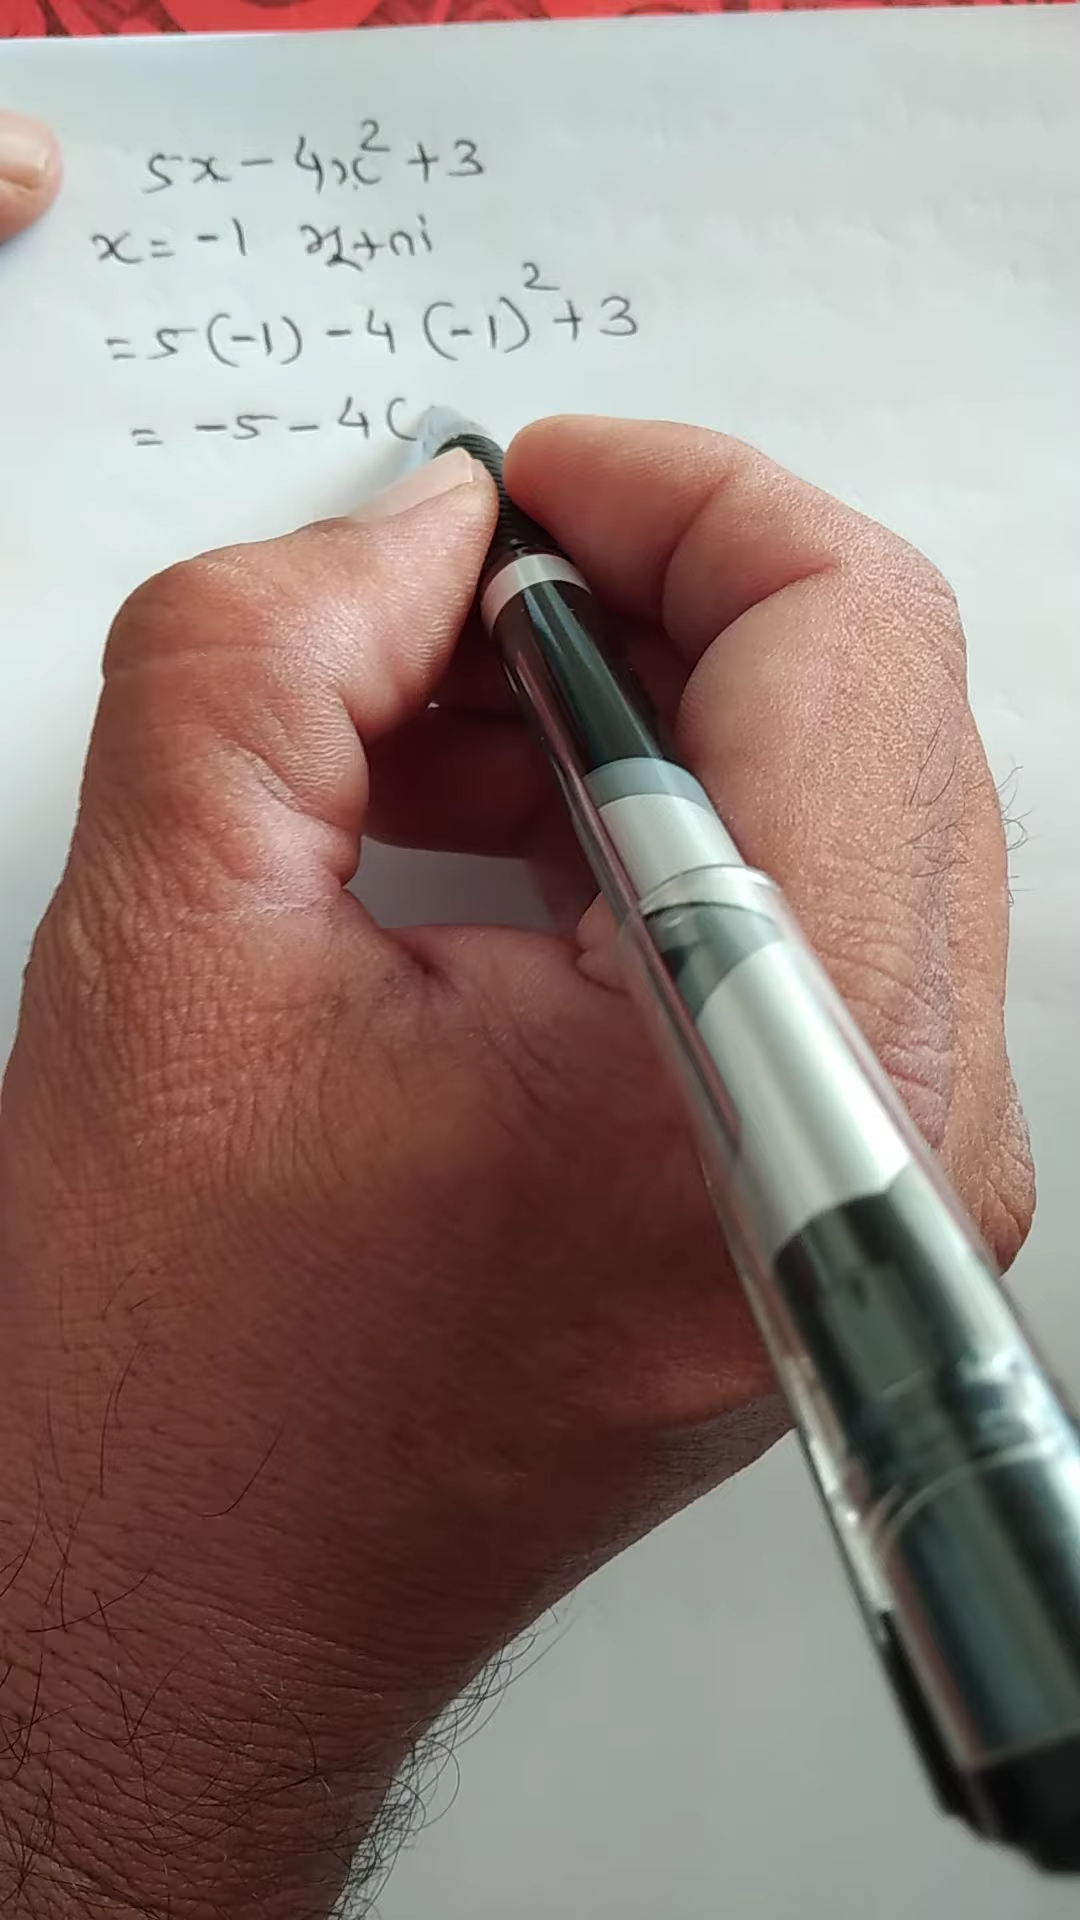 5x - 4x² + 3
x = -1
= 5(-1) - 4(-1)² + 3
= -5 - 4(